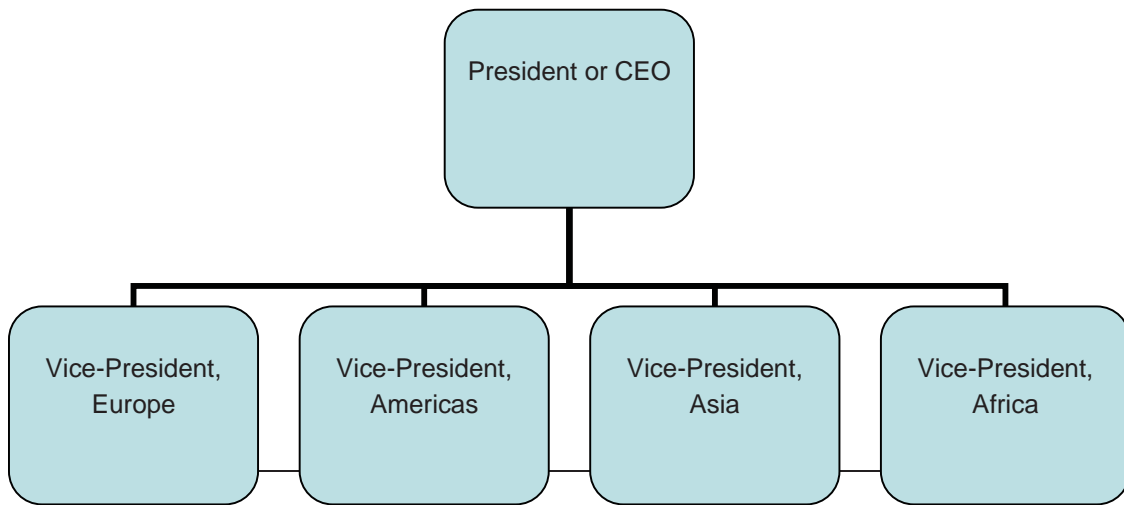 President or CEO
Vice-President,
Europe
Vice-President,
Americas
Vice-President,
Asia
Vice-President,
Africa